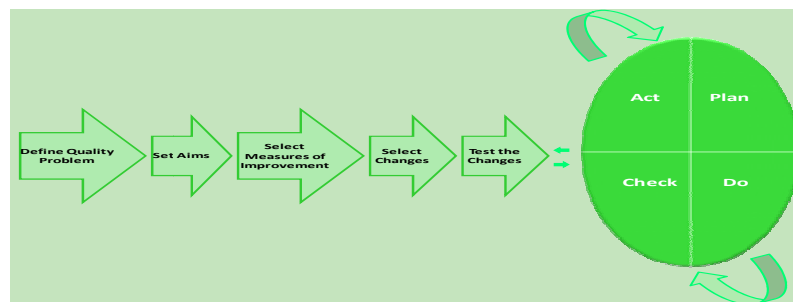 Define Quality
Problem
Set Aims
Select
Measures of
Improvement
Select
Changes
Test the
Changes
Act
Plan
Check
Do